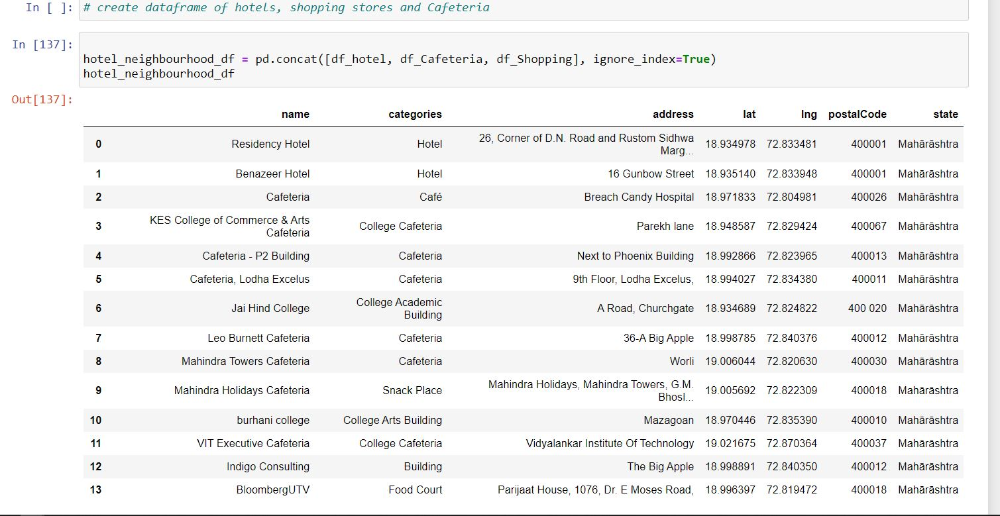 In [ ]: # create dataframe of hotels, shopping stores and Cafeteria
In [137]:
hotel_neighbourhood_df = pd.concat([df_hotel, df_Cafeteria, df_Shopping], ignore_index=True)
hotel_neighbourhood_df
Out[137]:
name categories address lat lng postalCode state
0 Residency Hotel Hotel 26, Corner of D.N. Road and Rustom Sidhwa Marg... 18.934978 72.833481 400001 Mahārāshtra
1 Benazeer Hotel Hotel 16 Gunbow Street 18.935140 72.833948 400001 Mahārāshtra
2 Cafeteria Café Breach Candy Hospital 18.971833 72.804981 400026 Mahārāshtra
3 KES College of Commerce & Arts Cafeteria College Cafeteria Parekh lane 18.948587 72.829424 400067 Mahārāshtra
4 Cafeteria - P2 Building Cafeteria Next to Phoenix Building 18.992866 72.823965 400013 Mahārāshtra
5 Cafeteria, Lodha Excelus Cafeteria 9th Floor, Lodha Excelus, 18.994027 72.834380 400011 Mahārāshtra
6 Jai Hind College College Academic Building A Road, Churchgate 18.934689 72.824822 400 020 Mahārāshtra
7 Leo Burnett Cafeteria Cafeteria 36-A Big Apple 18.998785 72.840376 400012 Mahārāshtra
8 Mahindra Towers Cafeteria Cafeteria Worli 19.006044 72.820630 400030 Mahārāshtra
9 Mahindra Holidays Cafeteria Snack Place Mahindra Holidays, Mahindra Towers, G.M. Bhosl... 19.005692 72.822309 400018 Mahārāshtra
10 burhani college College Arts Building Mazagoan 18.970446 72.835390 400010 Mahārāshtra
11 VIT Executive Cafeteria College Cafeteria Vidyalankar Institute Of Technology 19.021675 72.870364 400037 Mahārāshtra
12 Indigo Consulting Building The Big Apple 18.998891 72.840350 400012 Mahārāshtra
13 BloombergUTV Food Court Parijaat House, 1076, Dr. E Moses Road, 18.996397 72.819472 400018 Mahārāshtra